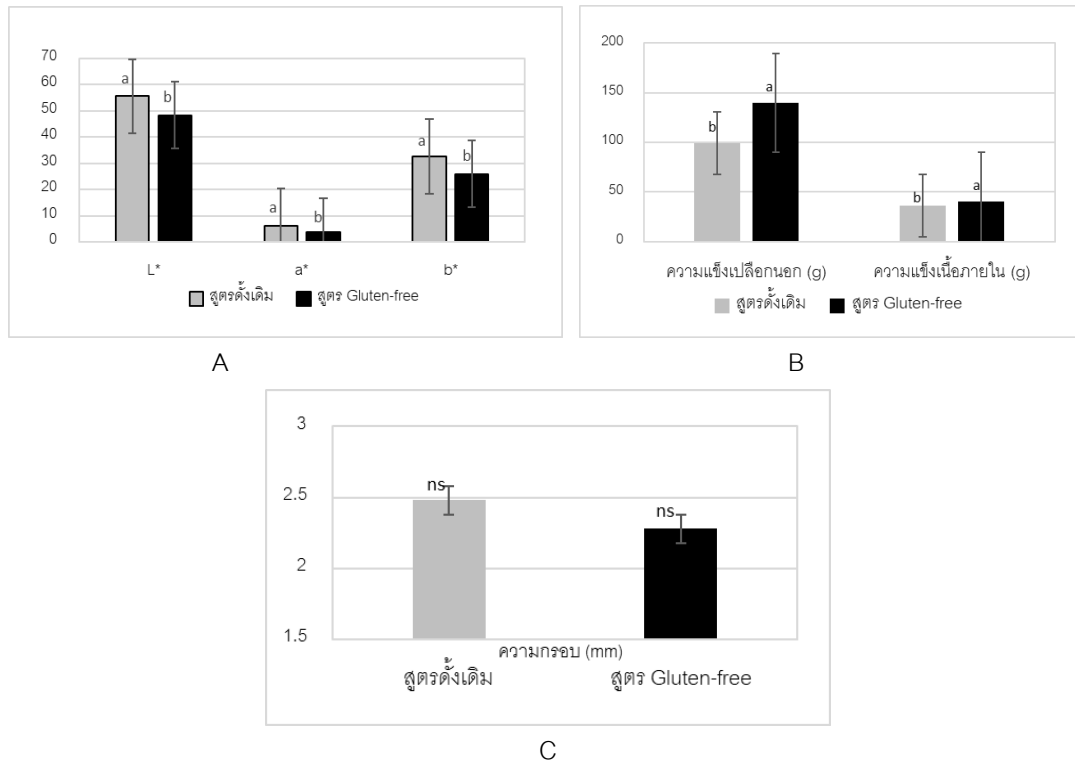 70
60
50
40
30
20
10
0
a
b
a
b
a
b
L*
a*
b*
สูตรดั้งเดิม
สูตร Gluten-free
A
200
150
100
50
0
b
a
b
a
ความแข็งเปลือกนอก (g)
ความแข็งเนื้อภายใน (g)
สูตรดั้งเดิม
สูตร Gluten-free
B
3
2.5
2
1.5
ns
ns
ความกรอบ (mm)
สูตรดั้งเดิม
สูตร Gluten-free
C